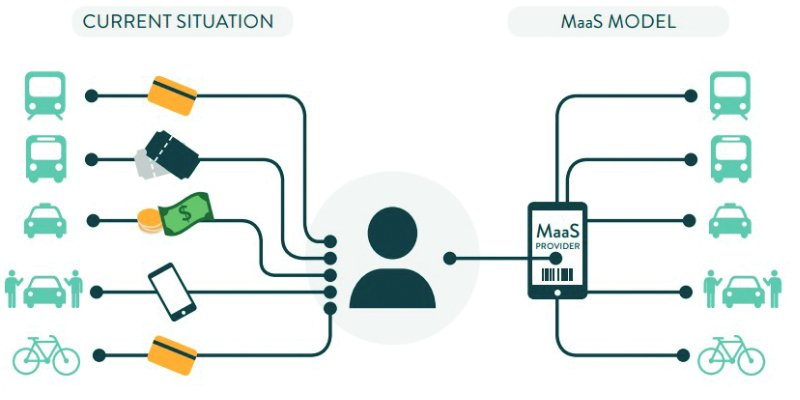 CURRENT SITUATION
MaaS MODEL
$
MaaS
PROVIDER